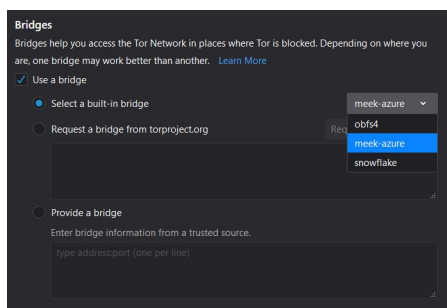 Bridges
Bridges help you access the Tor Network in places where Tor is blocked. Depending on where you
are, one bridge may work better than another. Learn More
Use a bridge
Select a built-in bridge
meek-azure
obfs4
meek-azure
snowflake
Request a bridge from torproject.org
Provide a bridge
Enter bridge information from a trusted source.
type address:port (one per line)